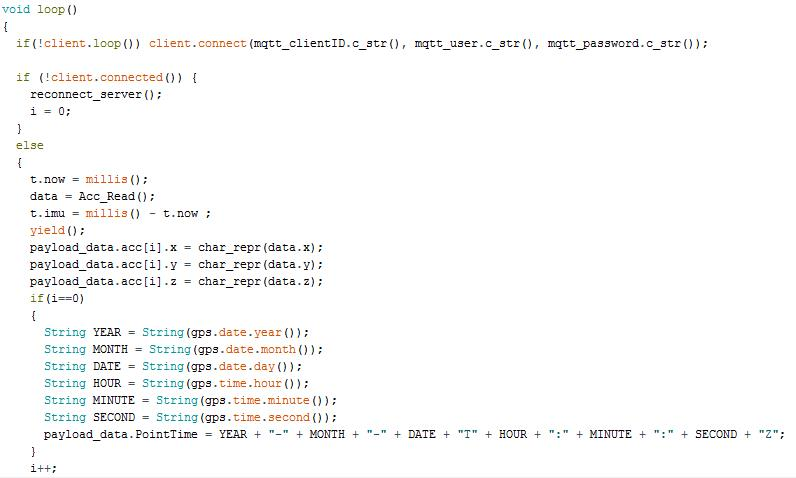 void loop()
{
  if(!client.loop()) client.connect(mqtt_clientID.c_str(), mqtt_user.c_str(), mqtt_password.c_str());

  if (!client.connected()) {
    reconnect_server();
    i = 0;
  }
  else
  {
    t.now = millis();
    data = Acc_Read();
    t.imu = millis() - t.now ;
    yield();
    payload_data.acc[i].x = char_repr(data.x);
    payload_data.acc[i].y = char_repr(data.y);
    payload_data.acc[i].z = char_repr(data.z);
    if(i==0)
    {
      String YEAR = String(gps.date.year());
      String MONTH = String(gps.date.month());
      String DATE = String(gps.date.day());
      String HOUR = String(gps.time.hour());
      String MINUTE = String(gps.time.minute());
      String SECOND = String(gps.time.second());
      payload_data.PointTime = YEAR + "-" + MONTH + "-" + DATE + "T" + HOUR + ":" + MINUTE + ":" + SECOND + "Z";
    }
    i++;